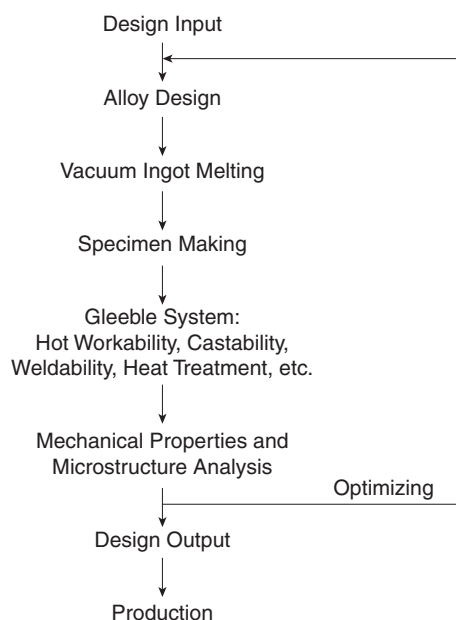 Design Input
Alloy Design
Vacuum Ingot Melting
Specimen Making
Gleeble System:
Hot Workability, Castability,
Weldability, Heat Treatment, etc.
Mechanical Properties and
Microstructure Analysis
Optimizing
Design Output
Production